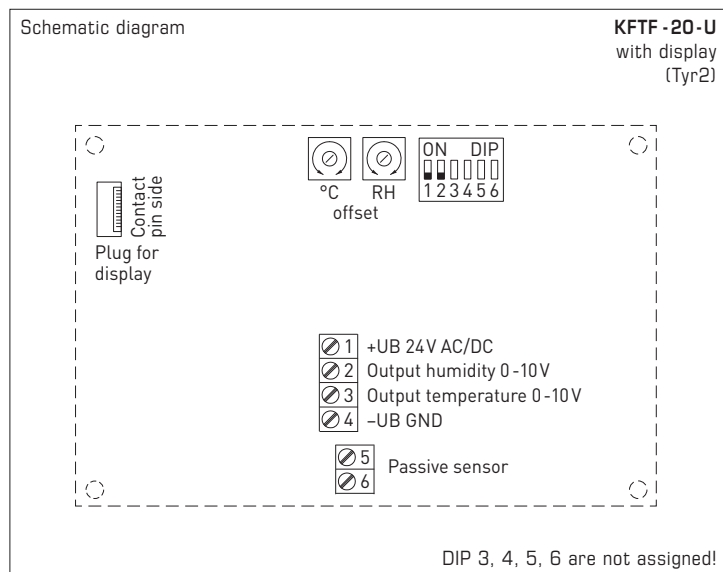 Schematic diagram
KFTF - 20 - U
with display
(Tyr2)
ON DIP
1 2 3 4 5 6
°C RH
offset
Contact
pin side
Plug for
display
1 +UB 24V AC/DC
2 Output humidity 0 -10 V
3 Output temperature 0 -10 V
4 –UB GND
5
Passive sensor
6
DIP 3, 4, 5, 6 are not assigned!